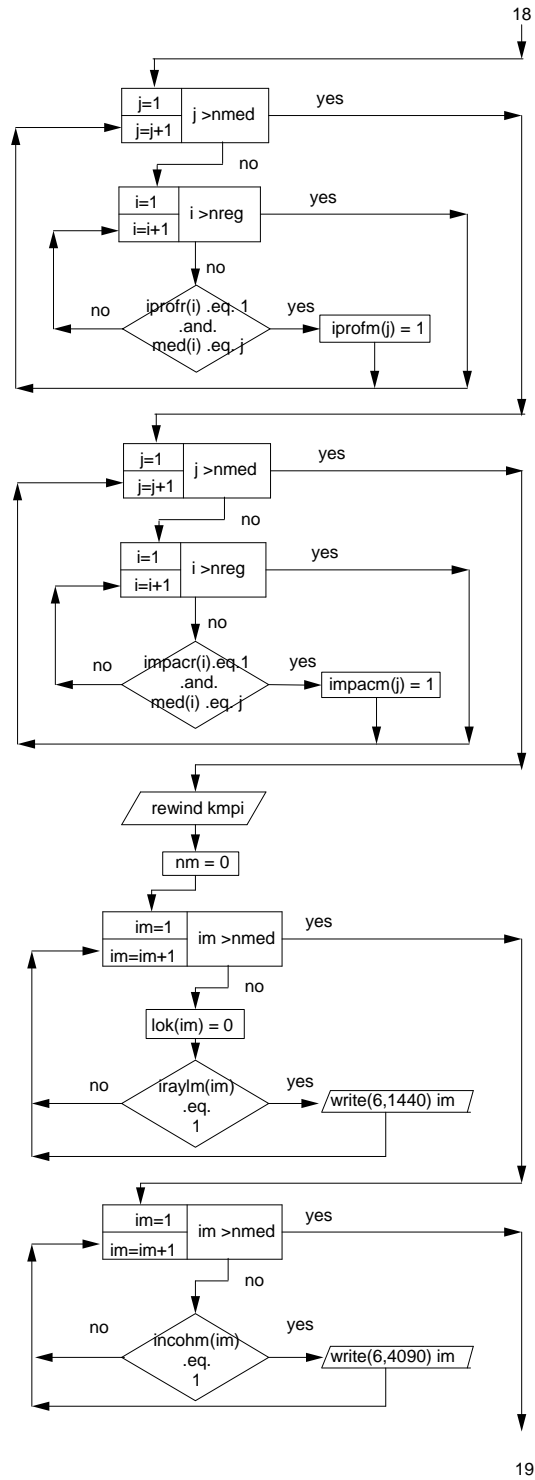 18
j=1
j=j+1
j >nmed
yes
no
i=1
i=i+1
i >nreg
yes
no
no
iprofr(i) .eq. 1
.and.
med(i) .eq. j
yes
iprofm(j) = 1
j=1
j=j+1
j >nmed
yes
no
i=1
i=i+1
i >nreg
yes
no
no
impacr(i).eq.1
.and.
med(i) .eq. j
yes
impacm(j) = 1
rewind kmpi
nm = 0
im=1
im=im+1
im >nmed
yes
no
lok(im) = 0
no
iraylm(im)
.eq.
1
yes
write(6,1440) im
im=1
im=im+1
im >nmed
yes
no
no
incohm(im)
.eq.
1
yes
write(6,4090) im
19